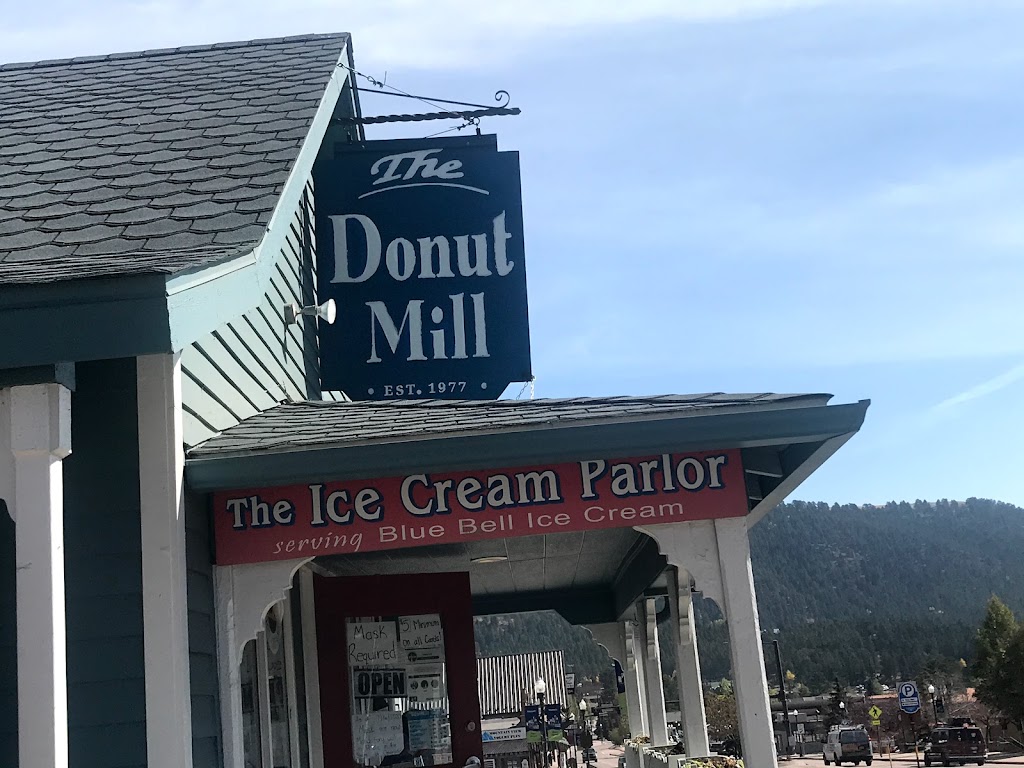 The
Donut
Mill
• EST. 1977 •
The Ice Cream Parlor
serving Blue Bell Ice Cream
Mask
Required
$5 Minimum
on all Cards!
OPEN
P